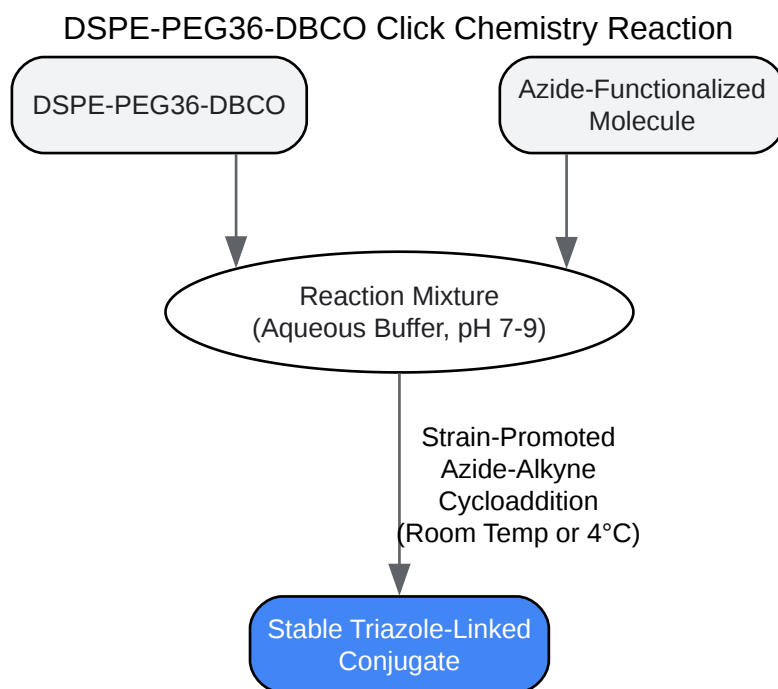 DSPE-PEG36-DBCO Click Chemistry Reaction
DSPE-PEG36-DBCO
Azide-Functionalized
Molecule
Reaction Mixture
(Aqueous Buffer, pH 7-9)
Strain-Promoted
Azide-Alkyne
Cycloaddition
(Room Temp or 4°C)
Stable Triazole-Linked
Conjugate